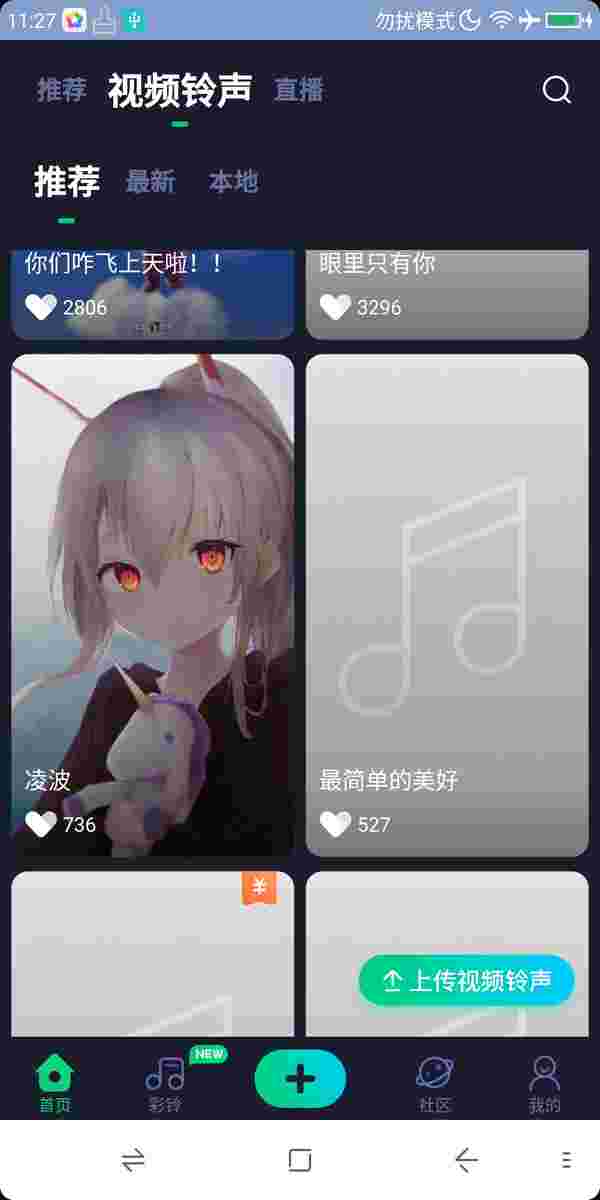 11:27 勿扰模式
推荐 视频铃声 直播
推荐 最新 本地
你们咋飞上天啦！！
眼里只有你
2806
3296
凌波
最简单的美好
736
527
¥
上传视频铃声
NEW
首页 彩铃 社区 我的